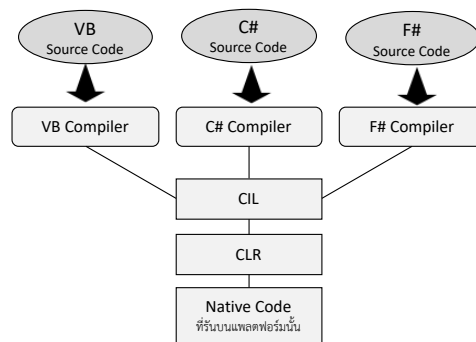 VB
Source Code
C#
Source Code
F#
Source Code
VB Compiler
C# Compiler
F# Compiler
CIL
CLR
Native Code
ที่รันบนแพลตฟอร์มนั้น